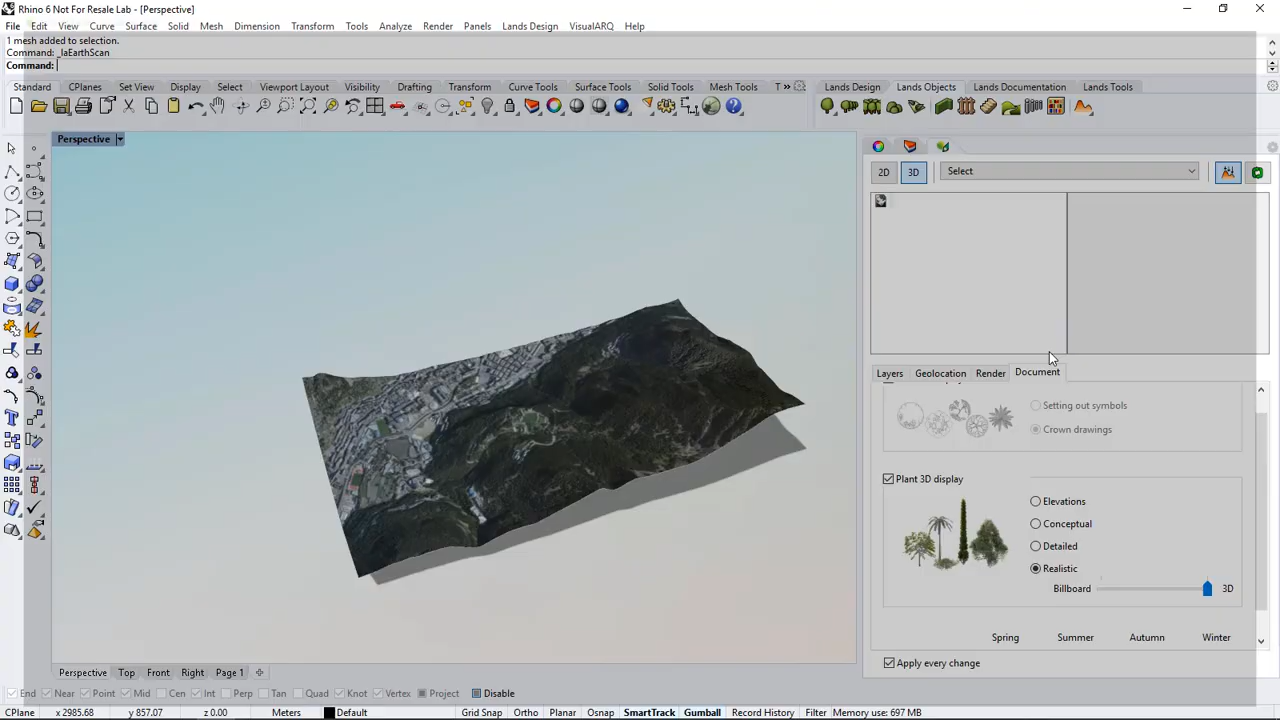 Rhino 6 Not For Resale Lab - [Perspective]
File Edit View Curve Surface Solid Mesh Dimension Transform Tools Analyze Render Panels Lands Design VisualARQ Help
1 mesh added to selection.
Command: _laEarthScan
Command:
Standard CPlanes Set View Display Select Viewport Layout Visibility Drafting Transform Curve Tools Surface Tools Solid Tools Mesh Tools T »
Lands Design Lands Objects Lands Documentation Lands Tools
Perspective
2D 3D Select
Layers Geolocation Render Document
Setting out symbols
Crown drawings
Plant 3D display
Elevations
Conceptual
Detailed
Realistic
Billboard 3D
Spring Summer Autumn Winter
Apply every change
Perspective Top Front Right Page 1
End Near Point Mid Cen Int Perp Tan Quad Knot Vertex Project Disable
CPlane x 2985.68 y 857.07 z 0.00 Meters Default Grid Snap Ortho Planar Osnap SmartTrack Gumball Record History Filter Memory use: 697 MB